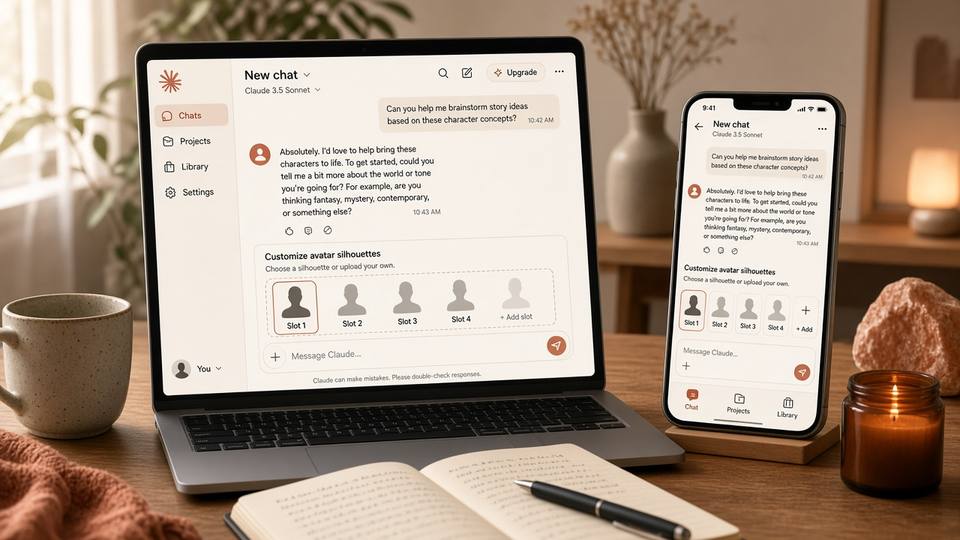 New chat
Claude 3.5 Sonnet
Upgrade
Chats
Projects
Library
Settings
You
Can you help me brainstorm story ideas
based on these character concepts?
10:42 AM
Absolutely. I'd love to help bring these
characters to life. To get started, could you
tell me a bit more about the world or tone
you're going for? For example, are you
thinking fantasy, mystery, contemporary,
or something else?
10:43 AM
Customize avatar silhouettes
Choose a silhouette or upload your own.
Slot 1
Slot 2
Slot 3
Slot 4
+ Add slot
Message Claude...
Claude can make mistakes. Please double-check responses.
9:41
New chat
Claude 3.5 Sonnet
Can you help me brainstorm story ideas
based on these character concepts?
10:42 AM
Absolutely. I'd love to help bring these
characters to life. To get started, could you
tell me a bit more about the world or tone
you're going for? For example, are you
thinking fantasy, mystery, contemporary,
or something else?
10:43 AM
Customize avatar silhouettes
Choose a silhouette or upload your own.
Slot 1
Slot 2
Slot 3
Slot 4
+ Add
Message Claude...
Chat
Projects
Library